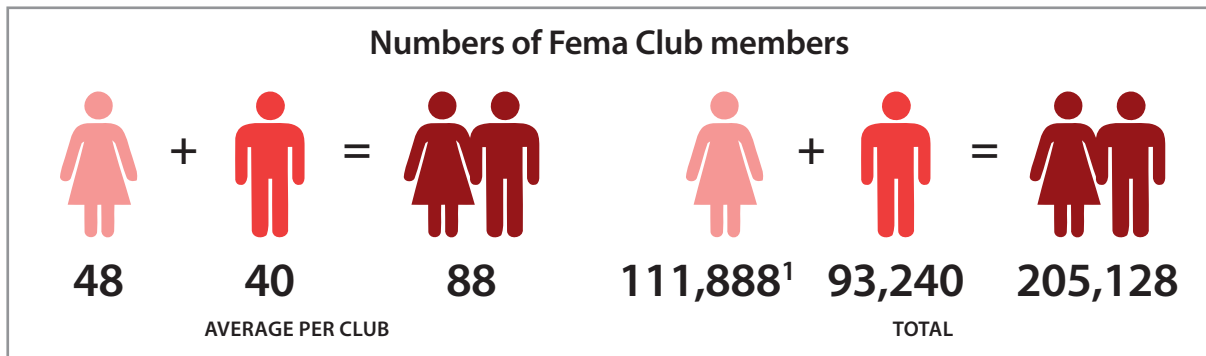 Numbers of Fema Club members
+ = + =
48 40 88 111,888¹ 93,240 205,128
AVERAGE PER CLUB TOTAL